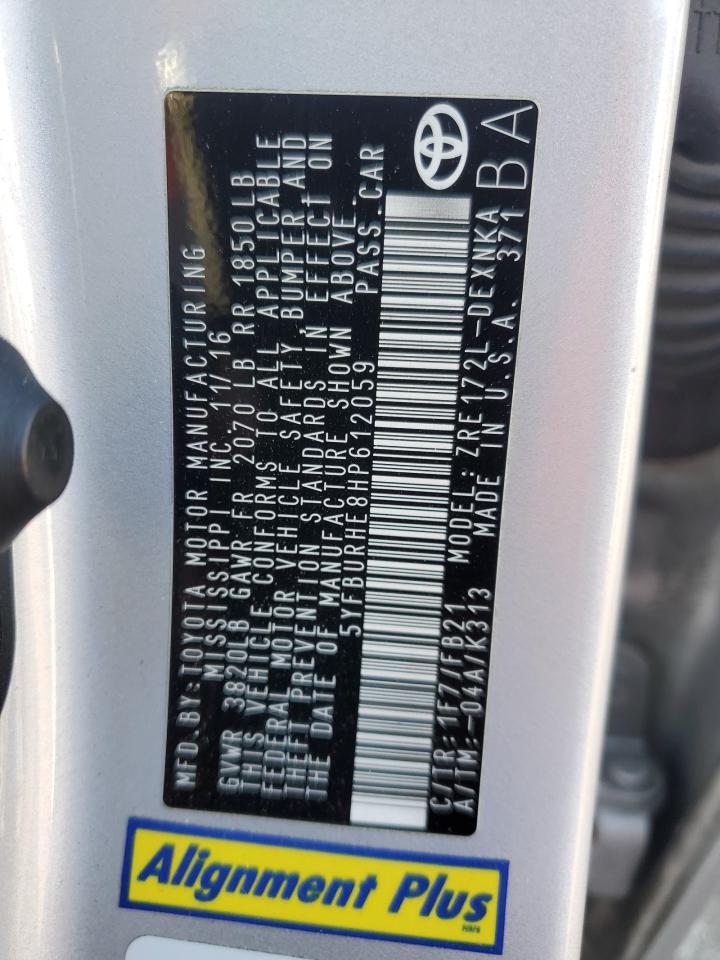 MFD BY:TOYOTA MOTOR MANUFACTURING
MISSISSIPPI INC. 11/16
GVWR 3820LB GAWR FR 2070 LB RR 1850 LB
THIS VEHICLE CONFORMS TO ALL APPLICABLE
FEDERAL MOTOR VEHICLE SAFETY, BUMPER AND
THEFT PREVENTION STANDARDS IN EFFECT ON
THE DATE OF MANUFACTURE SHOWN ABOVE.
5YFBURHE8HP612059 PASS.CAR
C/TR: 1F7/FB21 MODEL: ZRE172L-DEXNKA
A/TM:-04A/K313 MADE IN U.S.A. 371 BA
Alignment Plus